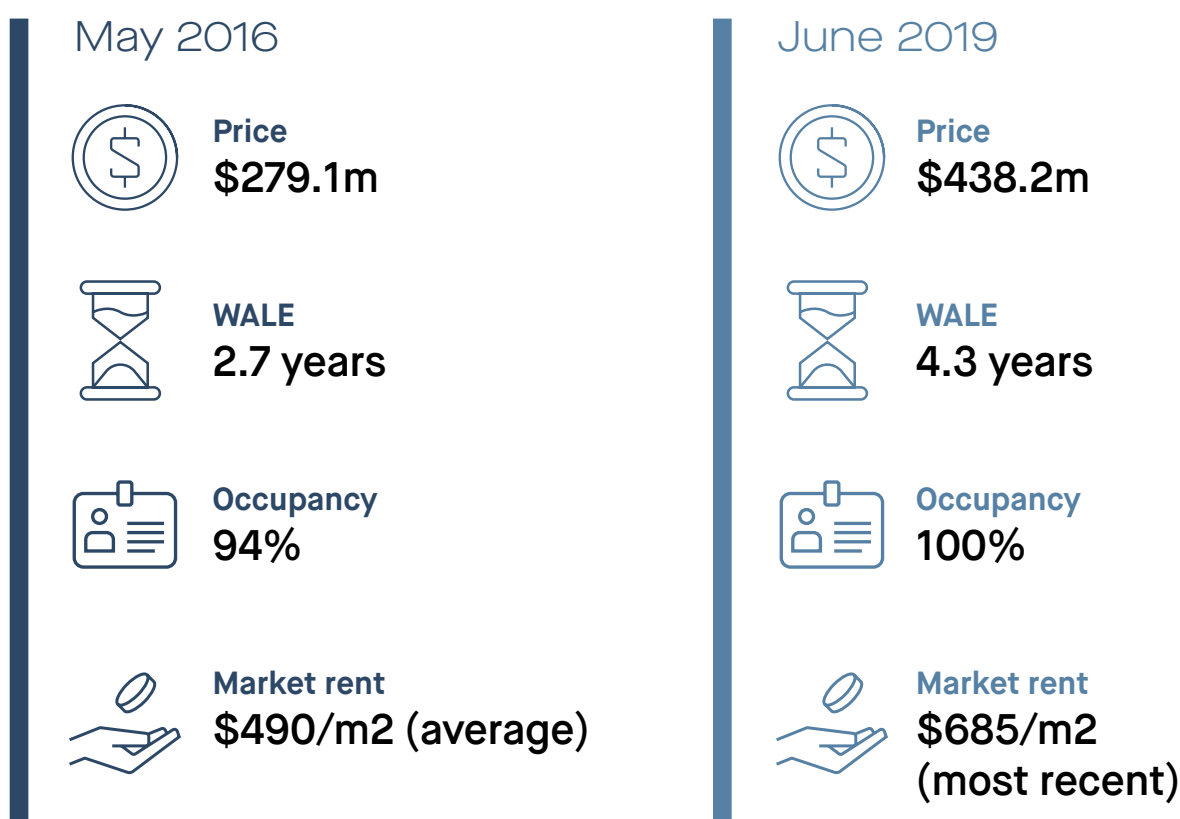 May 2016
Price
$279.1m
WALE
2.7 years
Occupancy
94%
Market rent
$490/m2 (average)
June 2019
Price
$438.2m
WALE
4.3 years
Occupancy
100%
Market rent
$685/m2
(most recent)